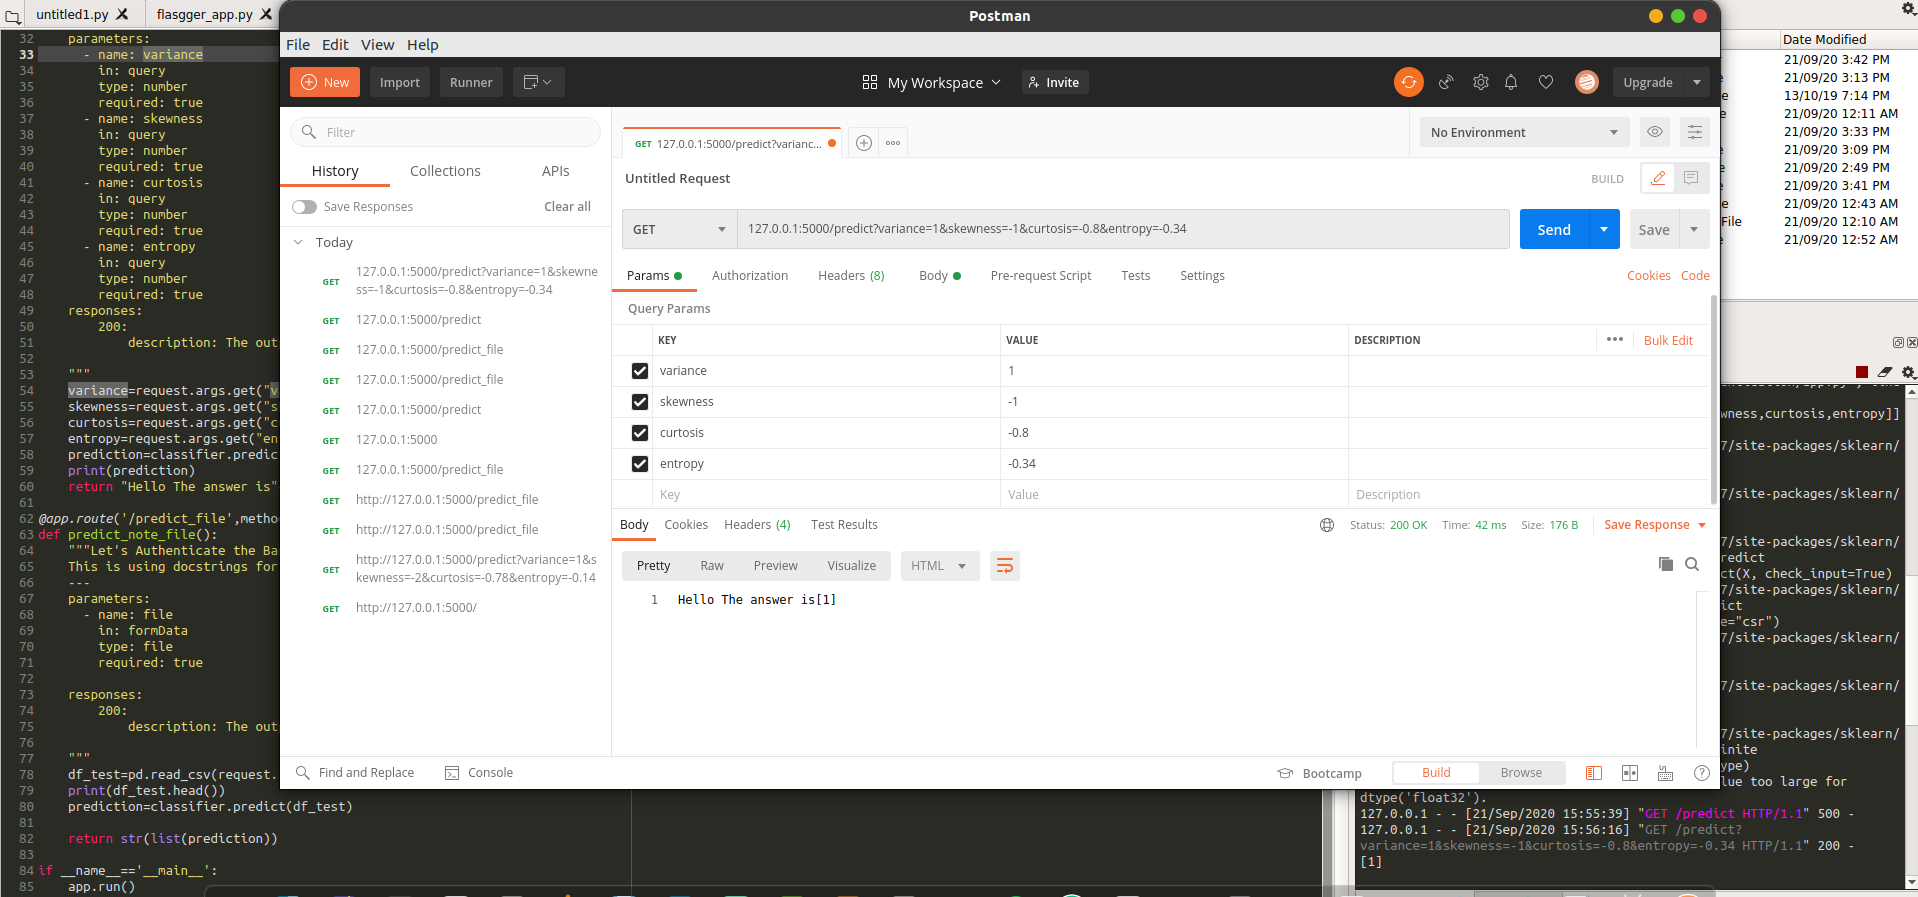 untitled1.py
flasgger_app.py
32 parameters:
33 - name: variance
34 in: query
35 type: number
36 required: true
37 - name: skewness
38 in: query
39 type: number
40 required: true
41 - name: curtosis
42 in: query
43 type: number
44 required: true
45 - name: entropy
46 in: query
47 type: number
48 required: true
49 responses:
50 200:
51 description: The out
52
53 """
54 variance=request.args.get("v
55 skewness=request.args.get("s
56 curtosis=request.args.get("c
57 entropy=request.args.get("en
58 prediction=classifier.predic
59 print(prediction)
60 return "Hello The answer is"
61
62 @app.route('/predict_file',metho
63 def predict_note_file():
64 """Let's Authenticate the Ba
65 This is using docstrings for
66 ---
67 parameters:
68 - name: file
69 in: formData
70 type: file
71 required: true
72
73 responses:
74 200:
75 description: The out
76
77 """
78 df_test=pd.read_csv(request.
79 print(df_test.head())
80 prediction=classifier.predict(df_test)
81
82 return str(list(prediction))
83
84 if __name__=='__main__':
85 app.run()
Postman
File Edit View Help
New Import Runner My Workspace Invite Upgrade
Filter
History Collections APIs
Save Responses Clear all
Today
GET 127.0.0.1:5000/predict?variance=1&skewne
ss=-1&curtosis=-0.8&entropy=-0.34
GET 127.0.0.1:5000/predict
GET 127.0.0.1:5000/predict_file
GET 127.0.0.1:5000/predict_file
GET 127.0.0.1:5000/predict
GET 127.0.0.1:5000
GET 127.0.0.1:5000/predict_file
GET http://127.0.0.1:5000/predict_file
GET http://127.0.0.1:5000/predict_file
GET http://127.0.0.1:5000/predict?variance=1&s
kewness=-2&curtosis=-0.78&entropy=-0.14
GET http://127.0.0.1:5000/
GET 127.0.0.1:5000/predict?varianc...
No Environment
Untitled Request BUILD
GET 127.0.0.1:5000/predict?variance=1&skewness=-1&curtosis=-0.8&entropy=-0.34 Send Save
Params Authorization Headers (8) Body Pre-request Script Tests Settings Cookies Code
Query Params
KEY VALUE DESCRIPTION Bulk Edit
variance 1
skewness -1
curtosis -0.8
entropy -0.34
Key Value Description
Body Cookies Headers (4) Test Results Status: 200 OK Time: 42 ms Size: 176 B Save Response
Pretty Raw Preview Visualize HTML
1 Hello The answer is[1]
Find and Replace Console Bootcamp Build Browse
Date Modified
21/09/20 3:42 PM
21/09/20 3:13 PM
13/10/19 7:14 PM
21/09/20 12:11 AM
21/09/20 3:33 PM
21/09/20 3:09 PM
21/09/20 2:49 PM
21/09/20 3:41 PM
21/09/20 12:43 AM
File 21/09/20 12:10 AM
21/09/20 12:52 AM
wness,curtosis,entropy]]
7/site-packages/sklearn/
7/site-packages/sklearn/
7/site-packages/sklearn/
redict
ct(X, check_input=True)
7/site-packages/sklearn/
ict
e="csr")
7/site-packages/sklearn/
7/site-packages/sklearn/
7/site-packages/sklearn/
inite
ype)
lue too large for
dtype('float32').
127.0.0.1 - - [21/Sep/2020 15:55:39] "GET /predict HTTP/1.1" 500 -
127.0.0.1 - - [21/Sep/2020 15:56:16] "GET /predict?
variance=1&skewness=-1&curtosis=-0.8&entropy=-0.34 HTTP/1.1" 200 -
[1]